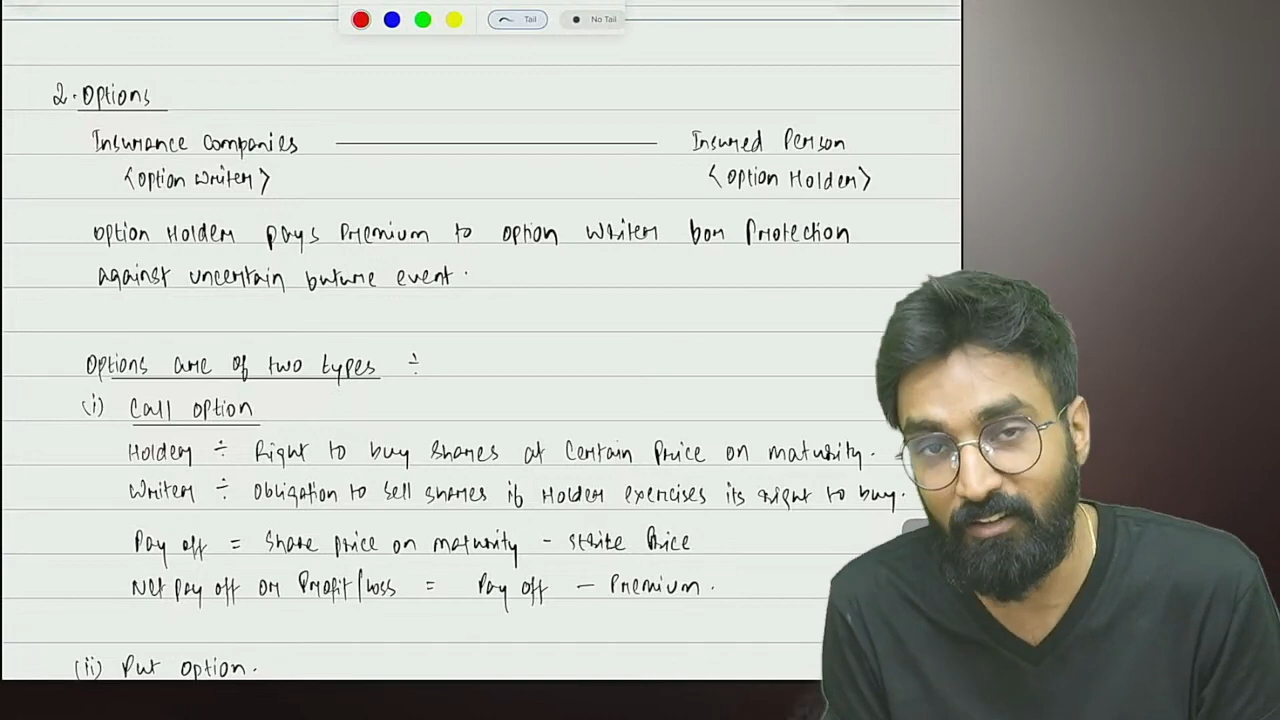 Tail
No Tail
2. Options
Insurance Companies ——— Insured Person
<Option Writer> <Option Holder>
Option Holder pays Premium to option writer for Protection
against uncertain future event.
Options are of two types ÷
(i) Call option
Holder ÷ Right to buy shares at Certain Price on maturity.
Writer ÷ Obligation to sell shares if Holder exercises its right to buy.
Pay off = Share price on maturity - Strike Price
Net Pay off or Profit/Loss = Pay off - Premium.
(ii) Put option.